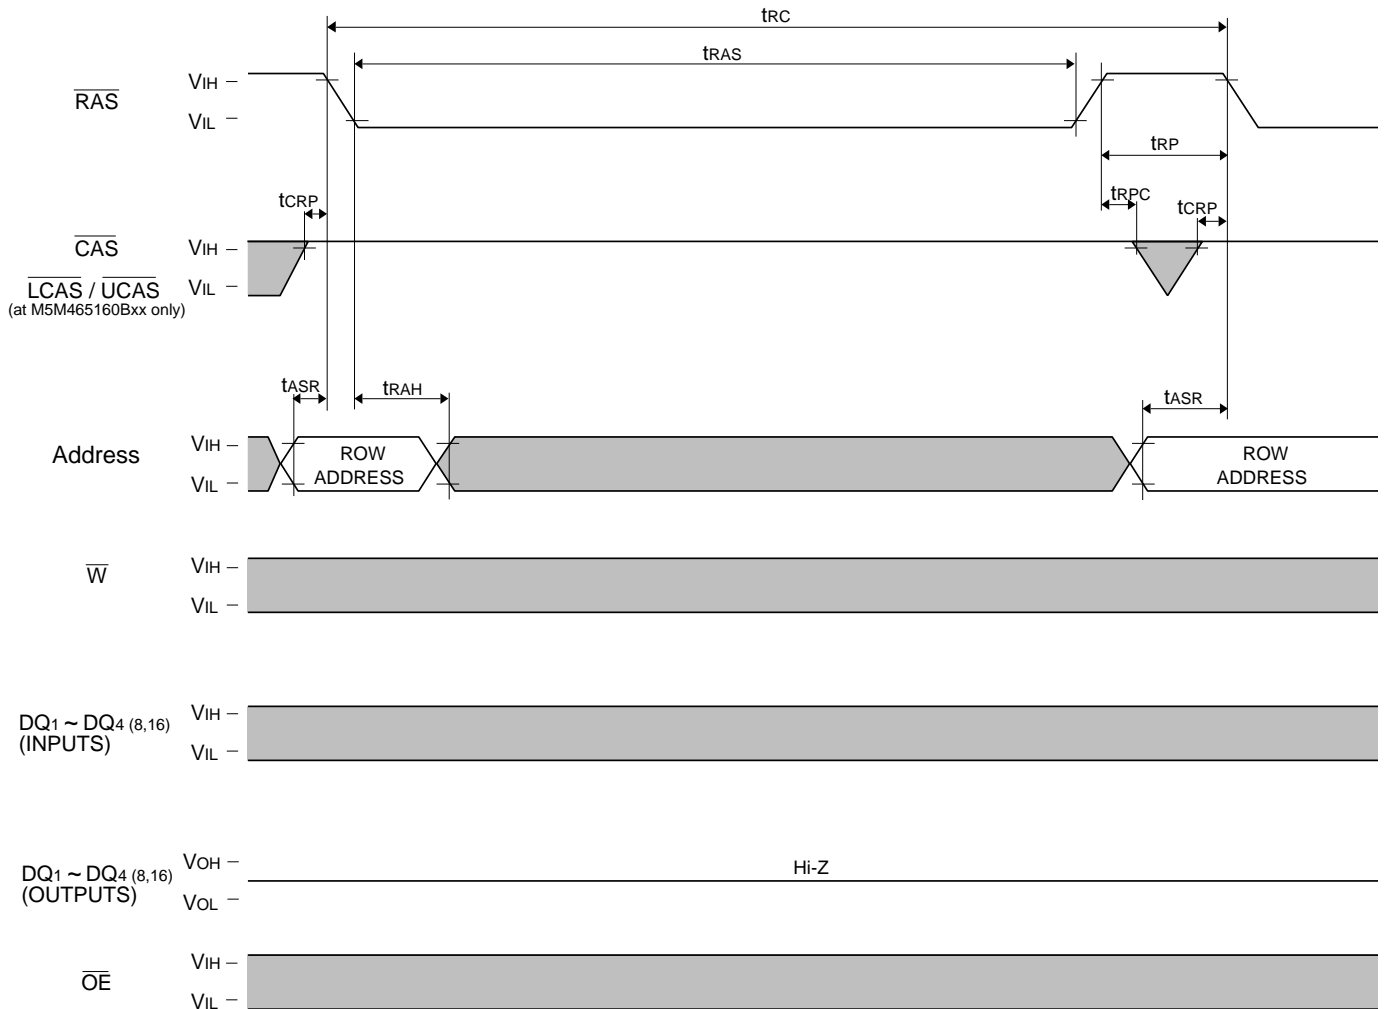 tRC
tRAS
RAS
VIH
VIL
tRP
tCRP
tRPC
tCRP
CAS
VIH
LCAS / UCAS
VIL
(at M5M465160Bxx only)
tASR
tRAH
tASR
Address
VIH
VIL
ROW
ADDRESS
ROW
ADDRESS
W
VIH
VIL
DQ1 ~ DQ4 (8,16)
(INPUTS)
VIH
VIL
DQ1 ~ DQ4 (8,16)
(OUTPUTS)
VOH
VOL
Hi-Z
OE
VIH
VIL